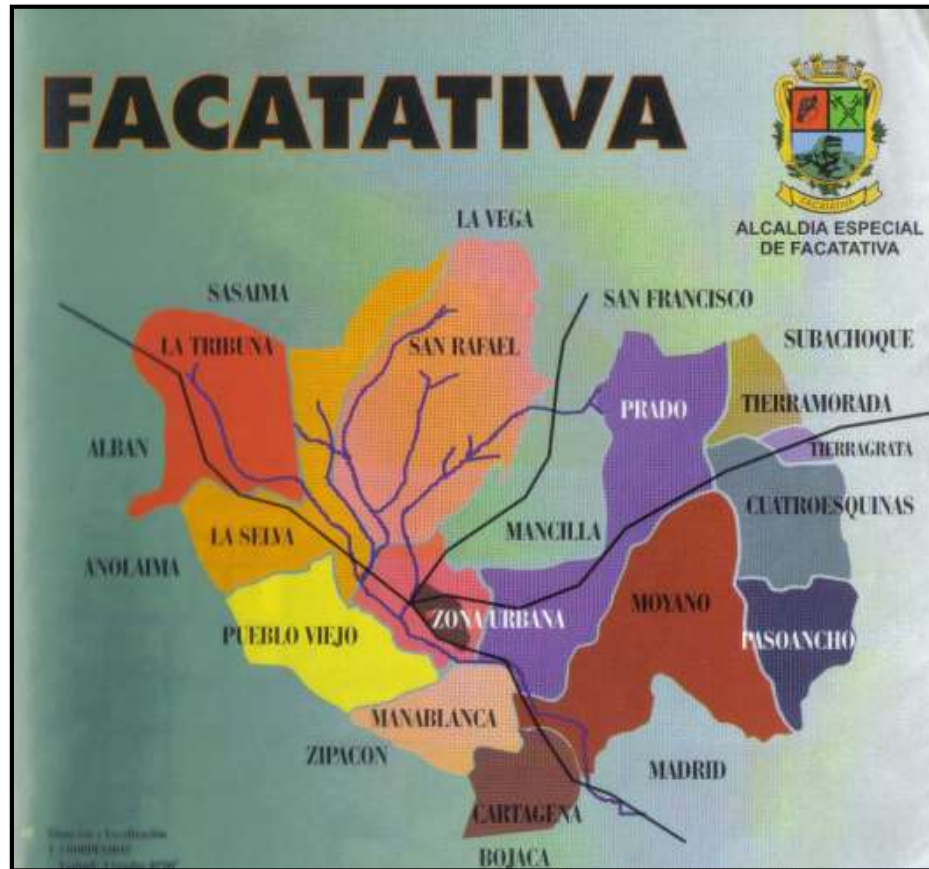 FACATATIVA
FACATATIVA
ALCALDIA ESPECIAL
DE FACATATIVA
LA VEGA
SASAIMA
SAN FRANCISCO
SUBACHOQUE
LA TRIBUNA
SAN RAFAEL
PRADO
TIERRAMORADA
ALBAN
TIERRAGRATA
CUATROESQUINAS
LA SELVA
MANCILLA
ANOLAIMA
MOYANO
ZONA URBANA
PUEBLO VIEJO
PASOANCHO
MANABLANCA
ZIPACON
MADRID
CARTAGENA
BOJACA